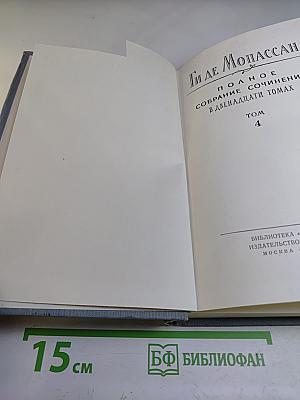 Ги де Мопассан
ПОЛНОЕ
СОБРАНИЕ СОЧИНЕНИ
В ДВЕНАДЦАТИ ТОМАХ
ТОМ
4
БИБЛИОТЕКА
ИЗДАТЕЛЬСТВО
МОСКВА
15 см
БФ БИБЛИОФАН